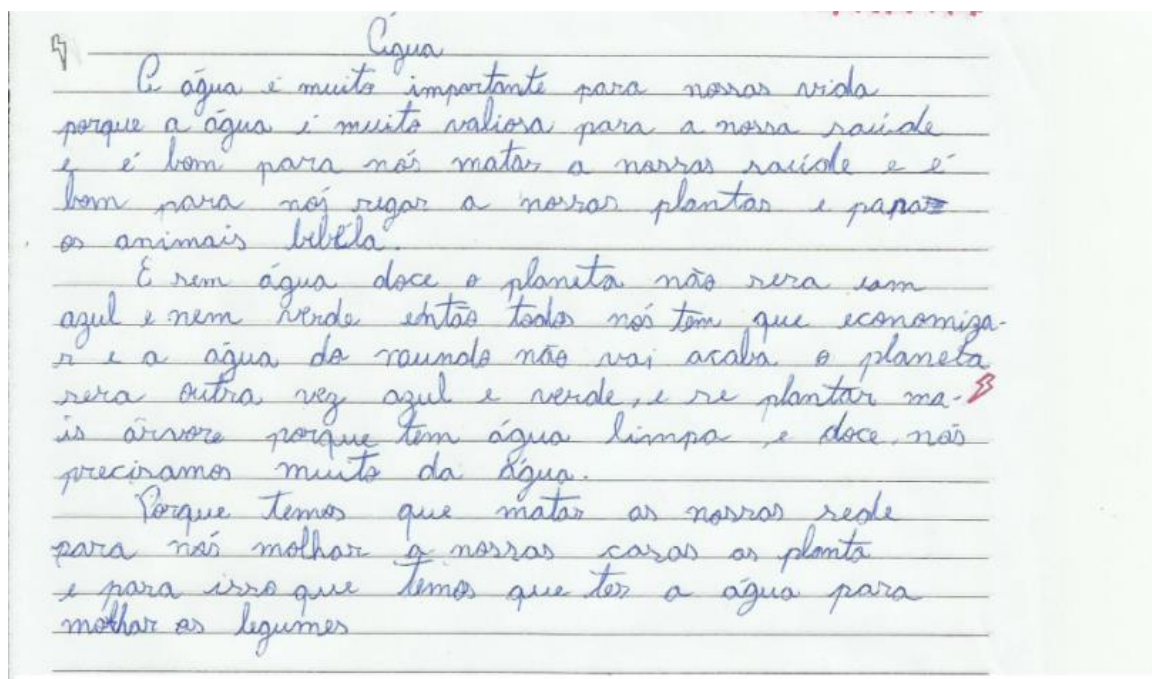 Água
A água é muito importante para nossas vida
porque a água é muito valiosa para a nossa saúde
e é bom para nós matar a nossas saúde e é
bom para nós regar a nossas plantas e para
os animais bebêla.
E sem água doce o planeta não sera
azul e nem verde então todos nós tem que economiza-
r e a água do mundo não vai acaba o planeta
sera outra vez azul e verde, e se plantar ma-
is árvore porque tem água limpa e doce, nós
precisamos muito da água.
Porque temos que matar as nossas sede
para nós molhar a nossas casas as planta
e para isso que temos que ter a água para
molhar os legumes